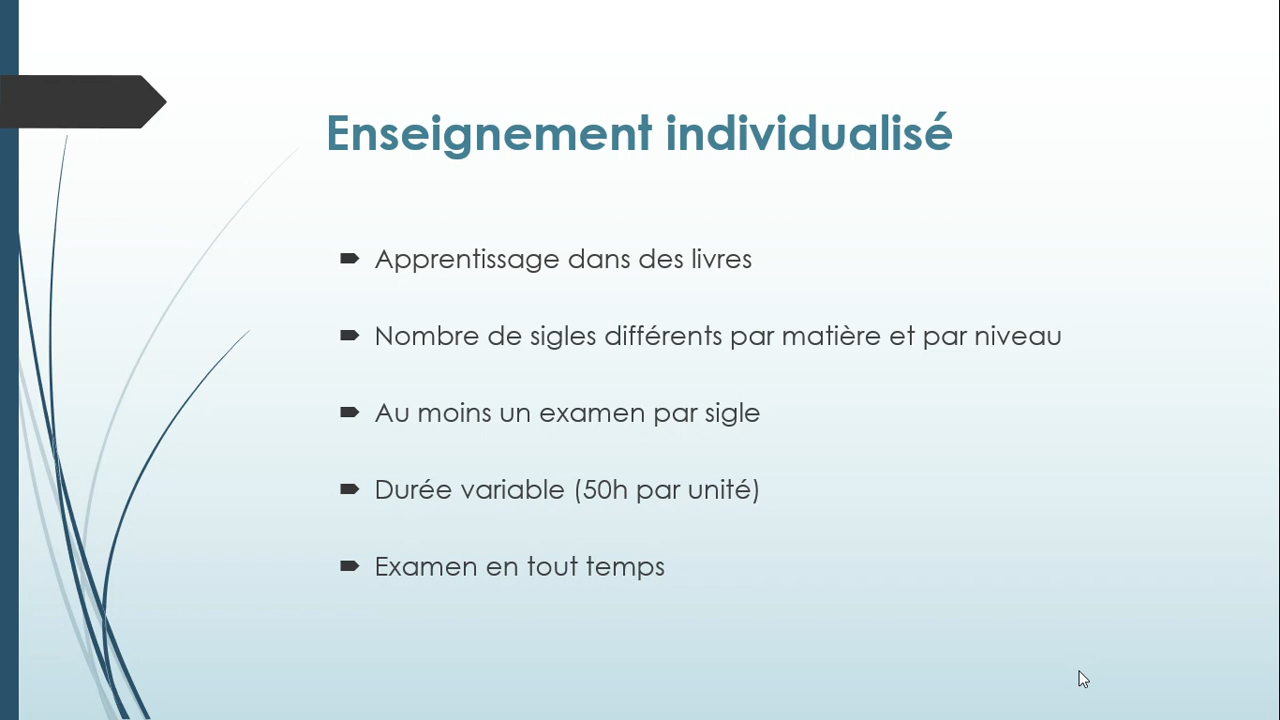 Enseignement individualisé
Apprentissage dans des livres
Nombre de sigles différents par matière et par niveau
Au moins un examen par sigle
Durée variable (50h par unité)
Examen en tout temps